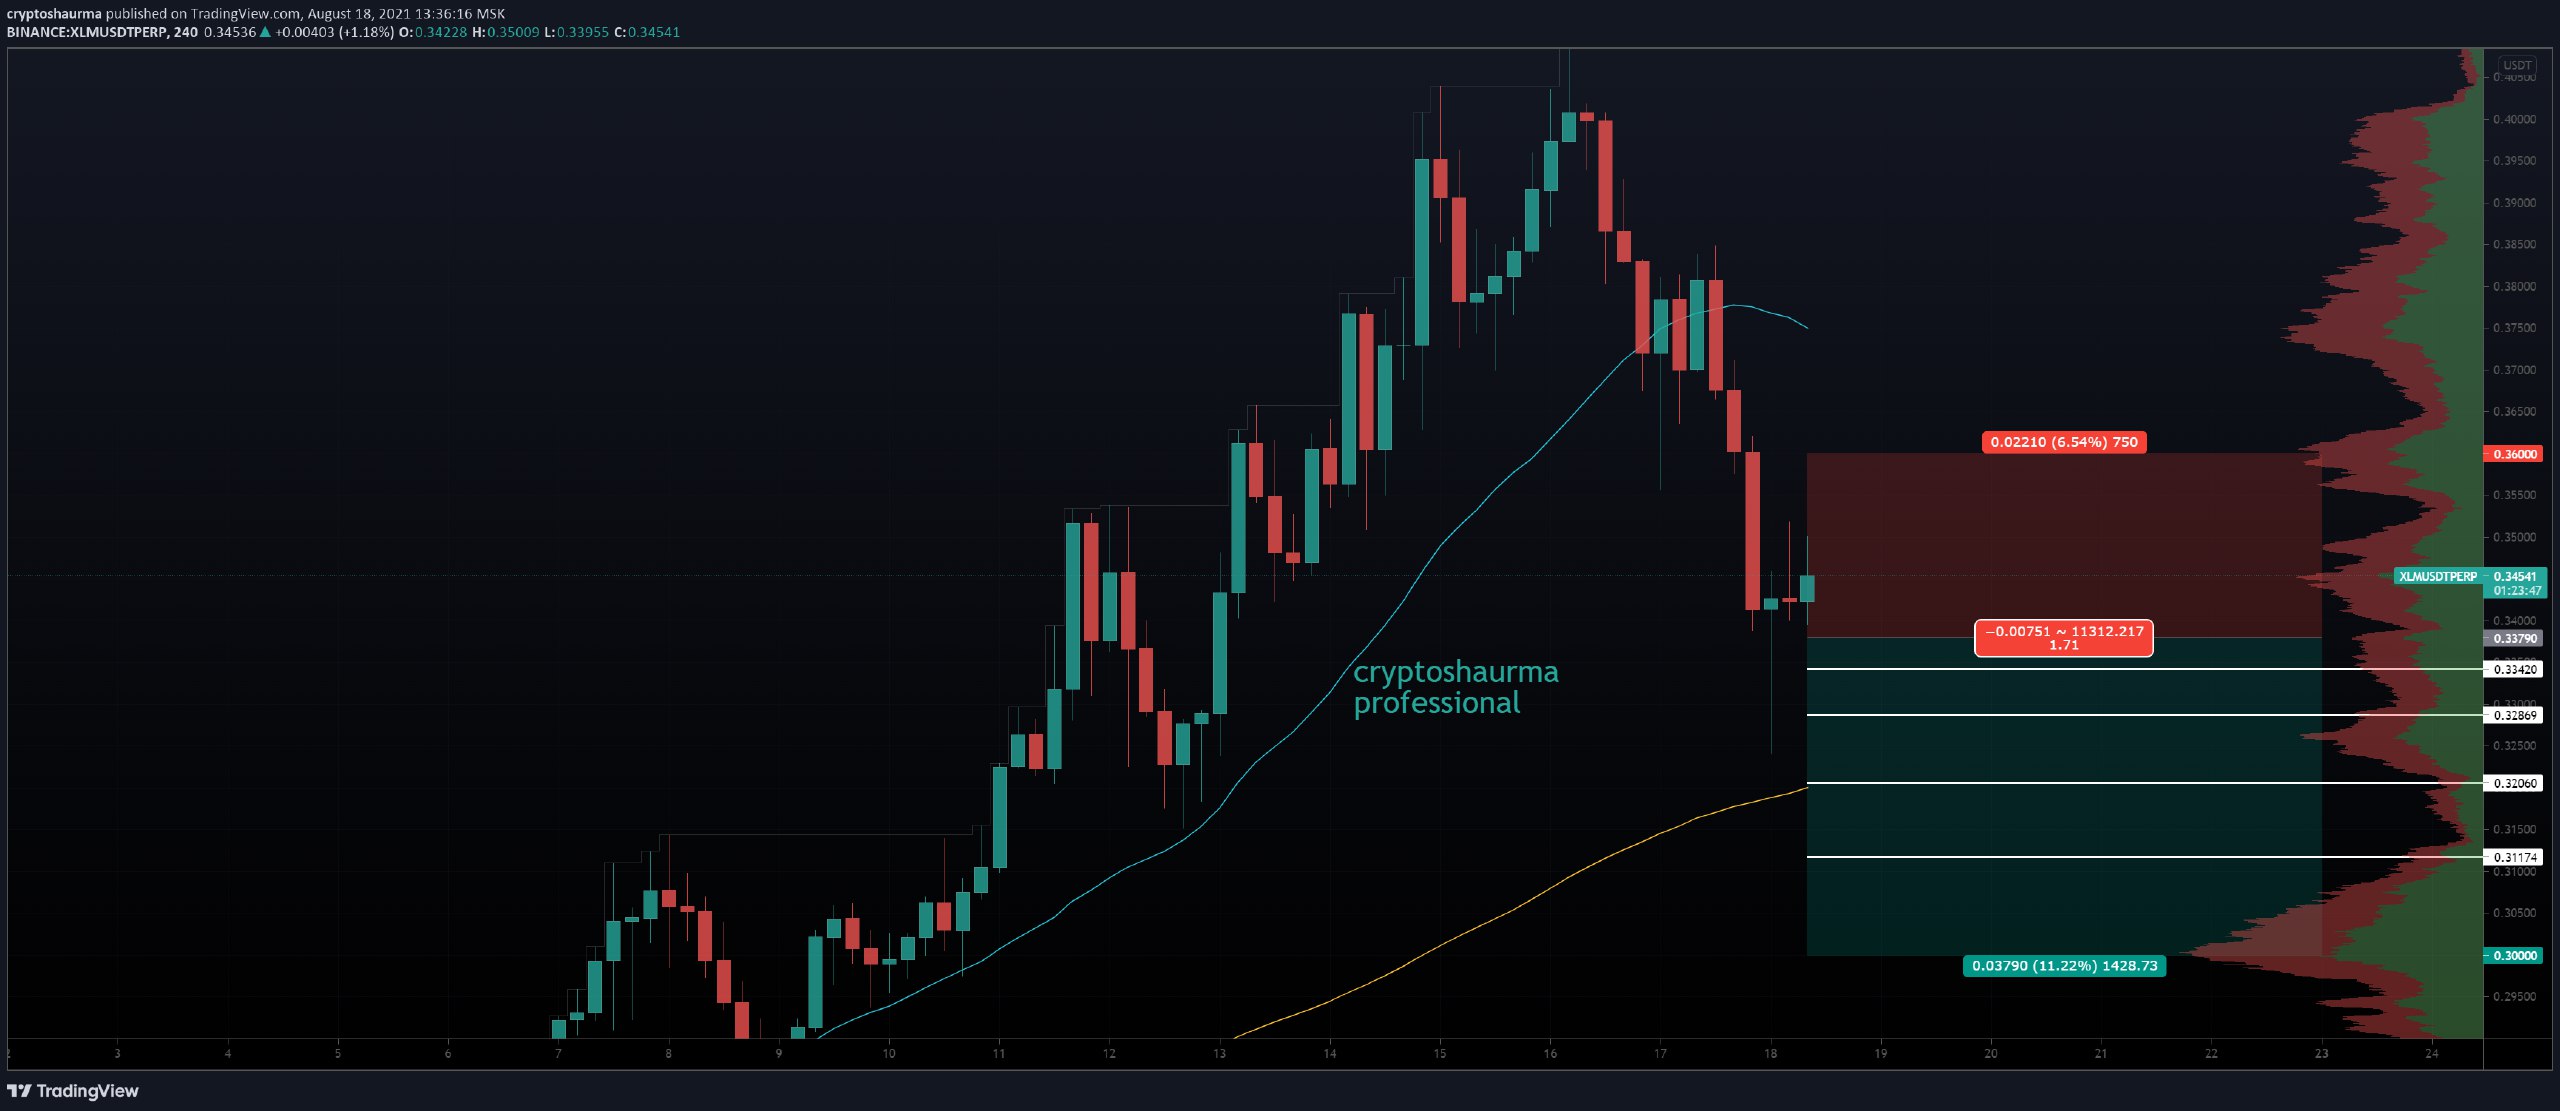 cryptoshaurma published on TradingView.com, August 18, 2021 13:36:16 MSK
BINANCE:XLMUSDTPERP, 240 0.34536 ▲ +0.00403 (+1.18%) O:0.34228 H:0.35009 L:0.33955 C:0.34541
USDT
0.40500
0.40000
0.39500
0.39000
0.38500
0.38000
0.37500
0.37000
0.36500
0.02210 (6.54%) 750
0.36000
0.35500
0.35000
XLMUSDTPERP 0.34541
01:23:47
0.34000
−0.00751 ~ 11312.217
1.71
0.33790
0.33420
cryptoshaurma
professional
0.33000
0.32869
0.32500
0.32060
0.31500
0.31174
0.31000
0.30500
0.30000
0.03790 (11.22%) 1428.73
0.29500
2 3 4 5 6 7 8 9 10 11 12 13 14 15 16 17 18 19 20 21 22 23 24
TradingView